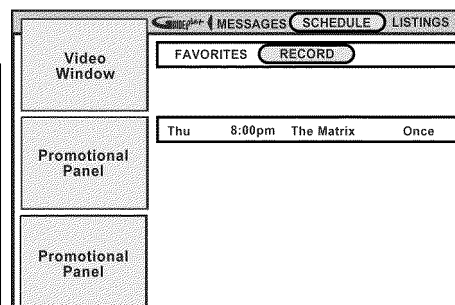 MESSAGES SCHEDULE LISTINGS
FAVORITES RECORD
Video
Window
Thu 8:00pm The Matrix Once
Promotional
Panel
Promotional
Panel